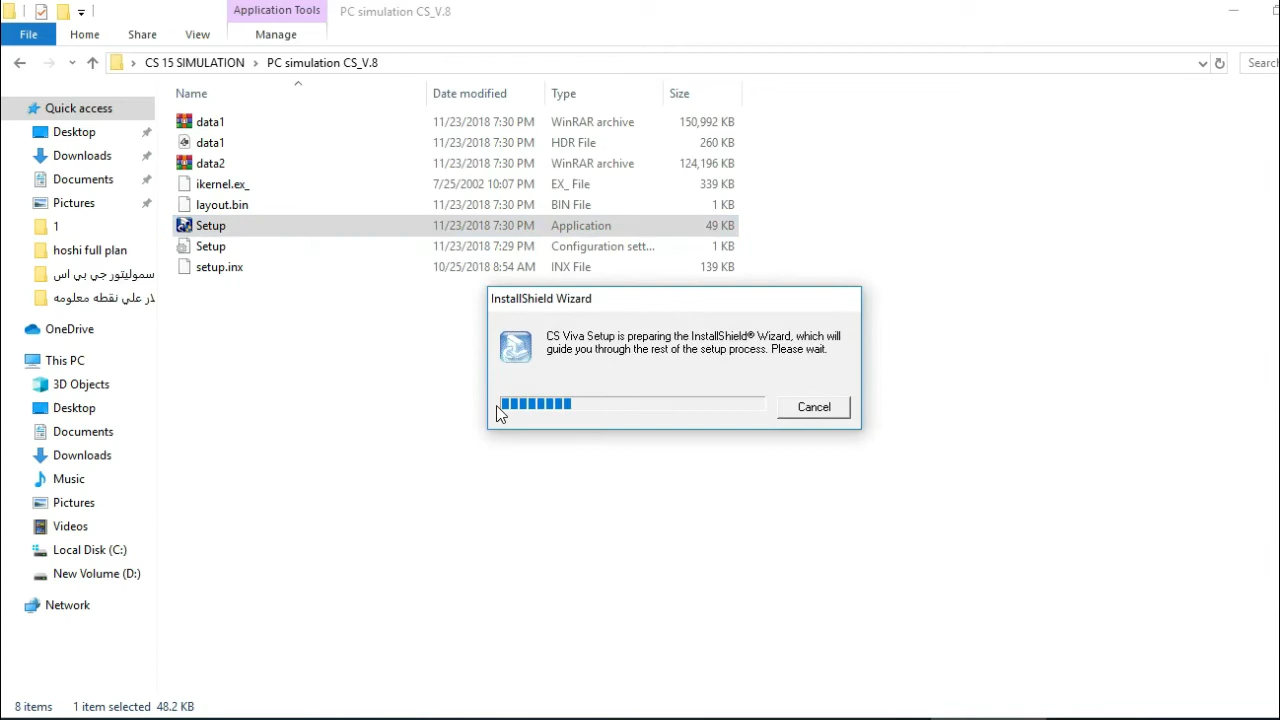 Application Tools
PC simulation CS_V.8
File
Home
Share
View
Manage
CS 15 SIMULATION > PC simulation CS_V.8
Name
Date modified
Type
Size
Quick access
Desktop
Downloads
Documents
Pictures
1
hoshi full plan
سموليتور جي بي اس
لار علي نقطه معلومه
OneDrive
This PC
3D Objects
Desktop
Documents
Downloads
Music
Pictures
Videos
Local Disk (C:)
New Volume (D:)
Network
data1 11/23/2018 7:30 PM WinRAR archive 150,992 KB
data1 11/23/2018 7:30 PM HDR File 260 KB
data2 11/23/2018 7:30 PM WinRAR archive 124,196 KB
ikernel.ex_ 7/25/2002 10:07 PM EX_ File 339 KB
layout.bin 11/23/2018 7:30 PM BIN File 1 KB
Setup 11/23/2018 7:30 PM Application 49 KB
Setup 11/23/2018 7:29 PM Configuration sett... 1 KB
setup.inx 10/25/2018 8:54 AM INX File 139 KB
InstallShield Wizard
CS Viva Setup is preparing the InstallShield® Wizard, which will
guide you through the rest of the setup process. Please wait.
Cancel
8 items 1 item selected 48.2 KB